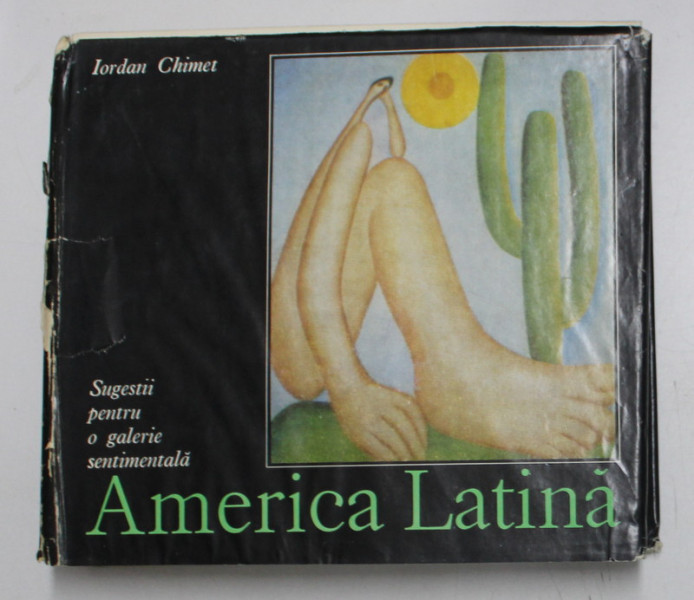 Iordan Chimet
Sugestii
pentru
o galerie
sentimentală
America Latină